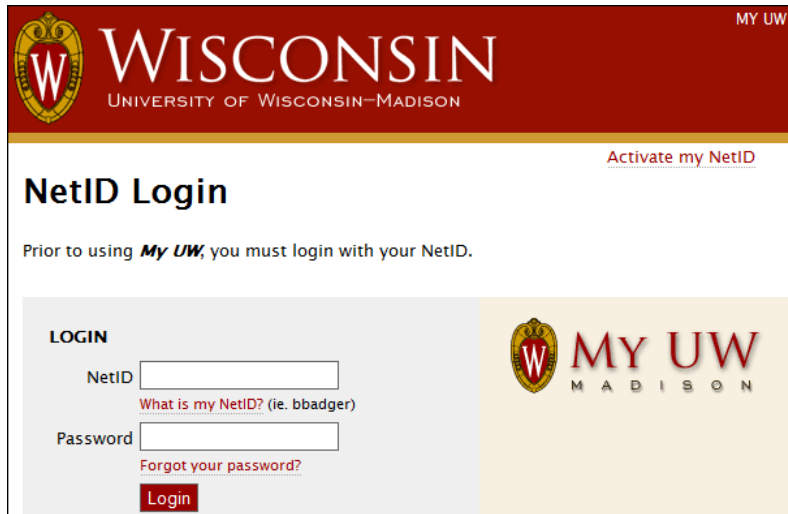 MY UW
W WISCONSIN
UNIVERSITY OF WISCONSIN–MADISON
Activate my NetID
NetID Login
Prior to using My UW, you must login with your NetID.
LOGIN
NetID
What is my NetID? (ie. bbadger)
Password
Forgot your password?
Login
W MY UW
MADISON